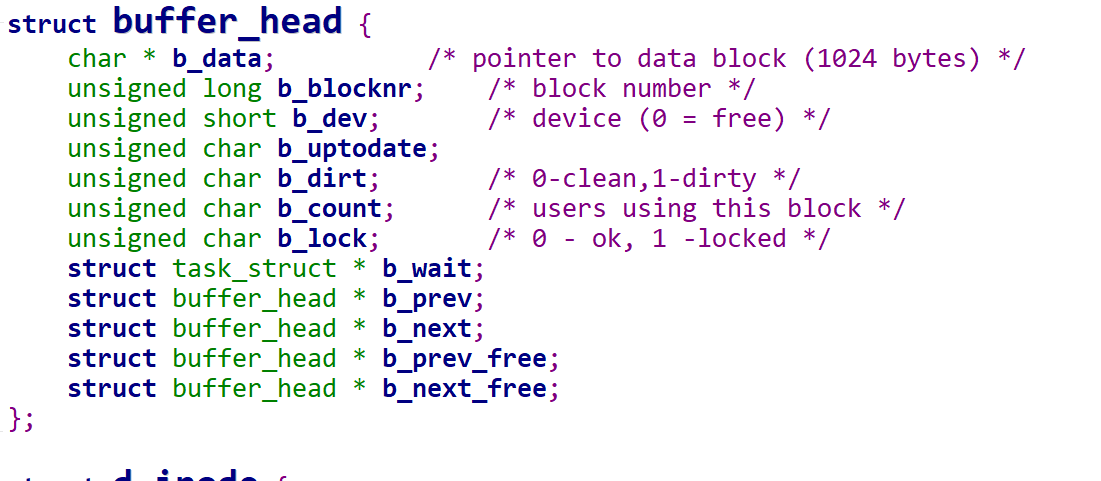 struct buffer_head {
char * b_data; /* pointer to data block (1024 bytes) */
unsigned long b_blocknr; /* block number */
unsigned short b_dev; /* device (0 = free) */
unsigned char b_uptodate;
unsigned char b_dirt; /* 0-clean,1-dirty */
unsigned char b_count; /* users using this block */
unsigned char b_lock; /* 0 - ok, 1 -locked */
struct task_struct * b_wait;
struct buffer_head * b_prev;
struct buffer_head * b_next;
struct buffer_head * b_prev_free;
struct buffer_head * b_next_free;
};